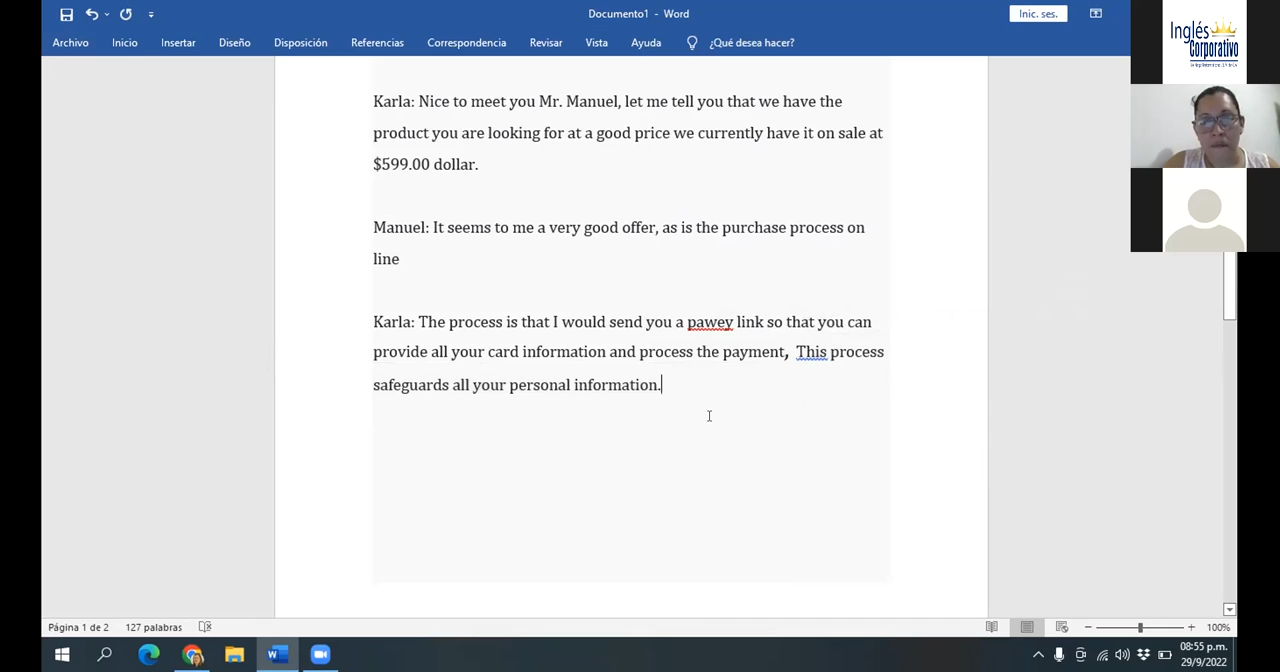 Documento1 - Word
Inic. ses.
Archivo Inicio Insertar Diseño Disposición Referencias Correspondencia Revisar Vista Ayuda ¿Qué desea hacer?
Inglés
Corporativo
Karla: Nice to meet you Mr. Manuel, let me tell you that we have the
product you are looking for at a good price we currently have it on sale at
$599.00 dollar.
Manuel: It seems to me a very good offer, as is the purchase process on
line
Karla: The process is that I would send you a pawey link so that you can
provide all your card information and process the payment, This process
safeguards all your personal information.
Página 1 de 2 127 palabras 100%
08:55 p.m.
29/9/2022